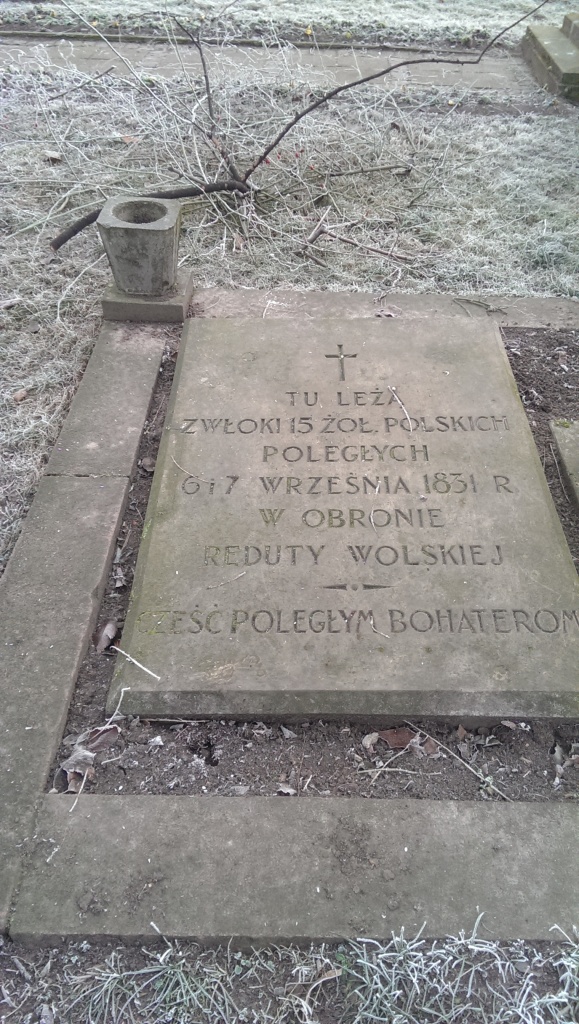 TU LEŻĄ
ZWŁOKI 15 ŻOŁ. POLSKICH
POLEGŁYCH
6 i 7 WRZEŚNIA 1831 R
W OBRONIE
REDUTY WOLSKIEJ
CZEŚĆ POLEGŁYM BOHATEROM